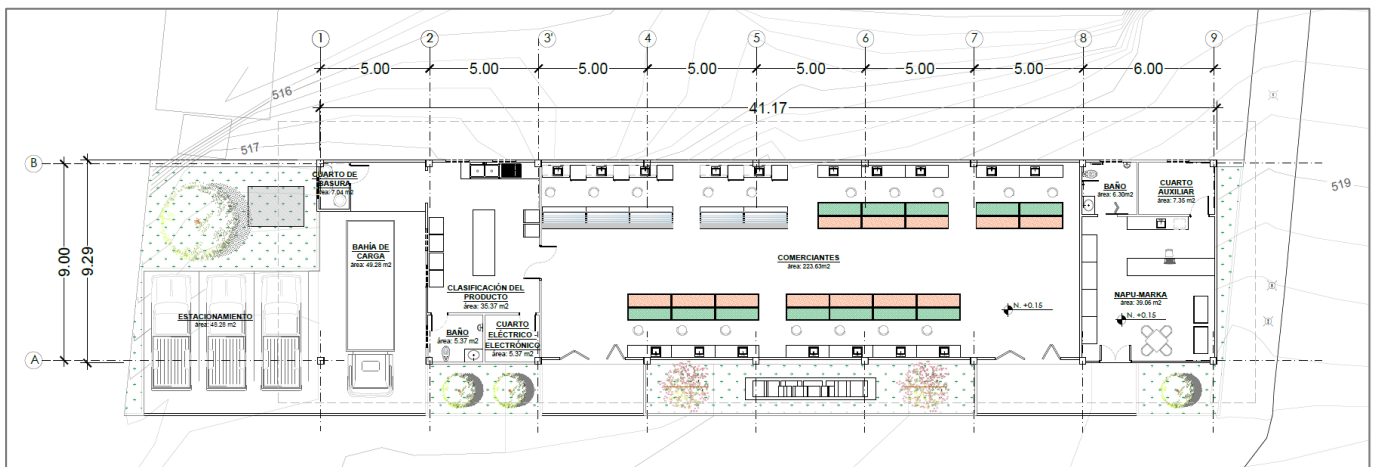 1 2 3' 4 5 6 7 8 9
5.00 5.00 5.00 5.00 5.00 5.00 5.00 6.00
41.17
516
517
519
B
A
9.00
9.29
CUARTO DE
BASURA
área: 7.04 m2
BAHÍA DE
CARGA
área: 49.28 m2
ESTACIONAMIENTO
área: 48.28 m2
CLASIFICACIÓN DEL
PRODUCTO
área: 35.37 m2
BAÑO
área: 5.37 m2
CUARTO
ELÉCTRICO -
ELECTRÓNICO
área: 5.37 m2
COMERCIANTES
área: 223.63m2
N. +0.15
BAÑO
área: 6.30m2
CUARTO
AUXILIAR
área: 7.35 m2
NAPU-MARKA
área: 39.06 m2
N. +0.15